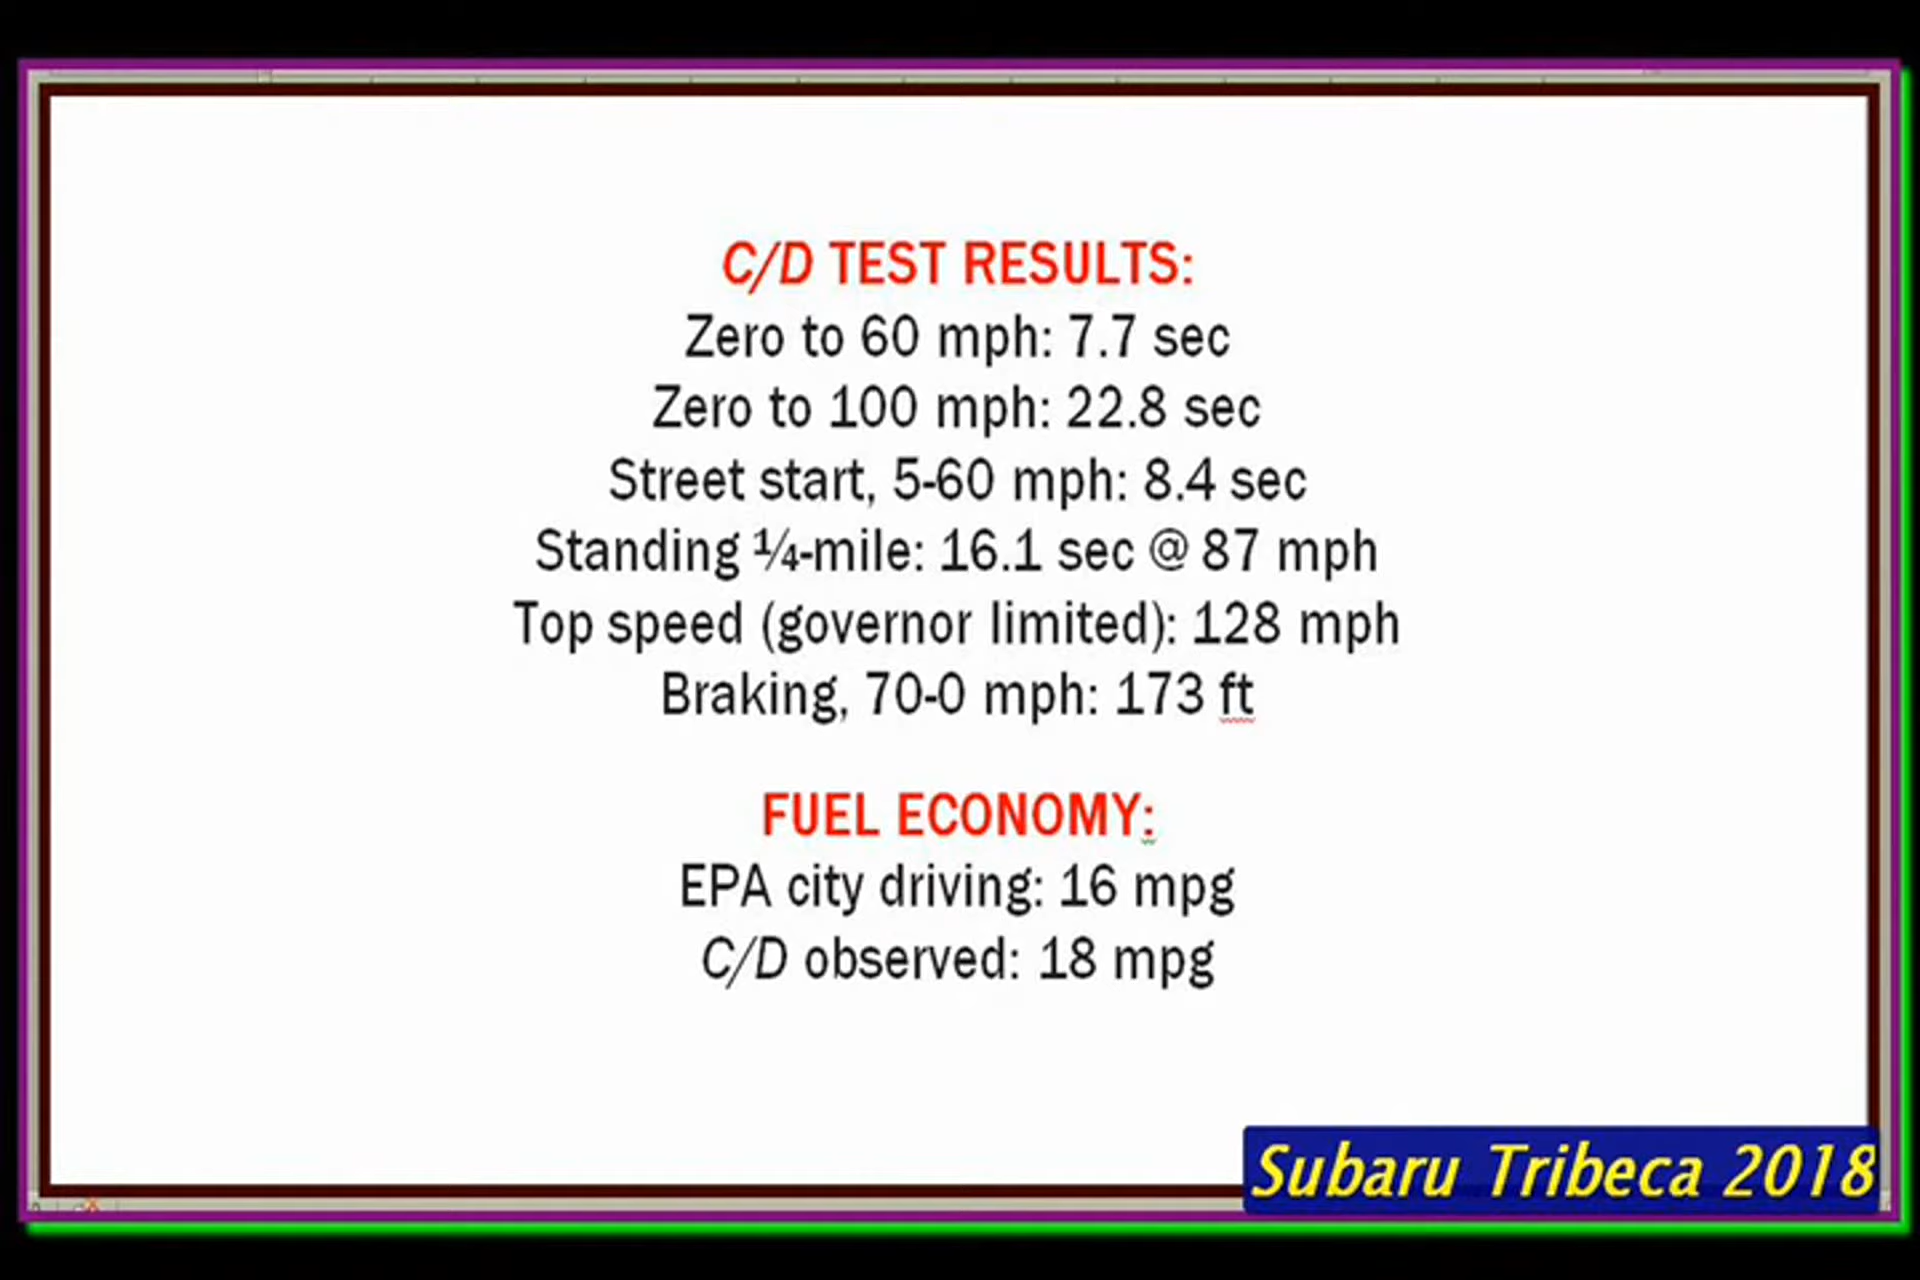 C/D TEST RESULTS:
Zero to 60 mph: 7.7 sec
Zero to 100 mph: 22.8 sec
Street start, 5-60 mph: 8.4 sec
Standing ¼-mile: 16.1 sec @ 87 mph
Top speed (governor limited): 128 mph
Braking, 70-0 mph: 173 ft
FUEL ECONOMY:
EPA city driving: 16 mpg
C/D observed: 18 mpg
Subaru Tribeca 2018